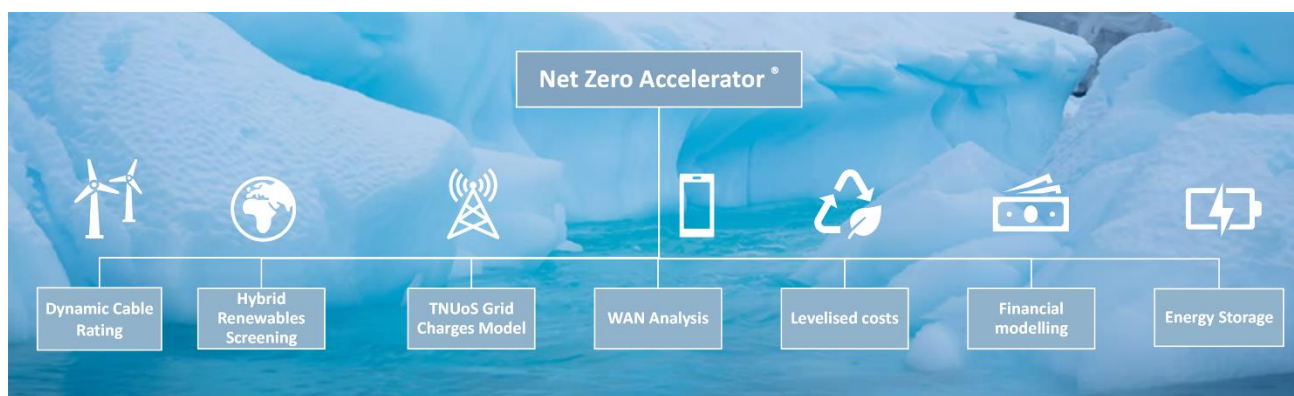 Net Zero Accelerator ®
Dynamic Cable
Rating
Hybrid
Renewables
Screening
TNUoS Grid
Charges Model
WAN Analysis
Levelised costs
Financial
modelling
Energy Storage